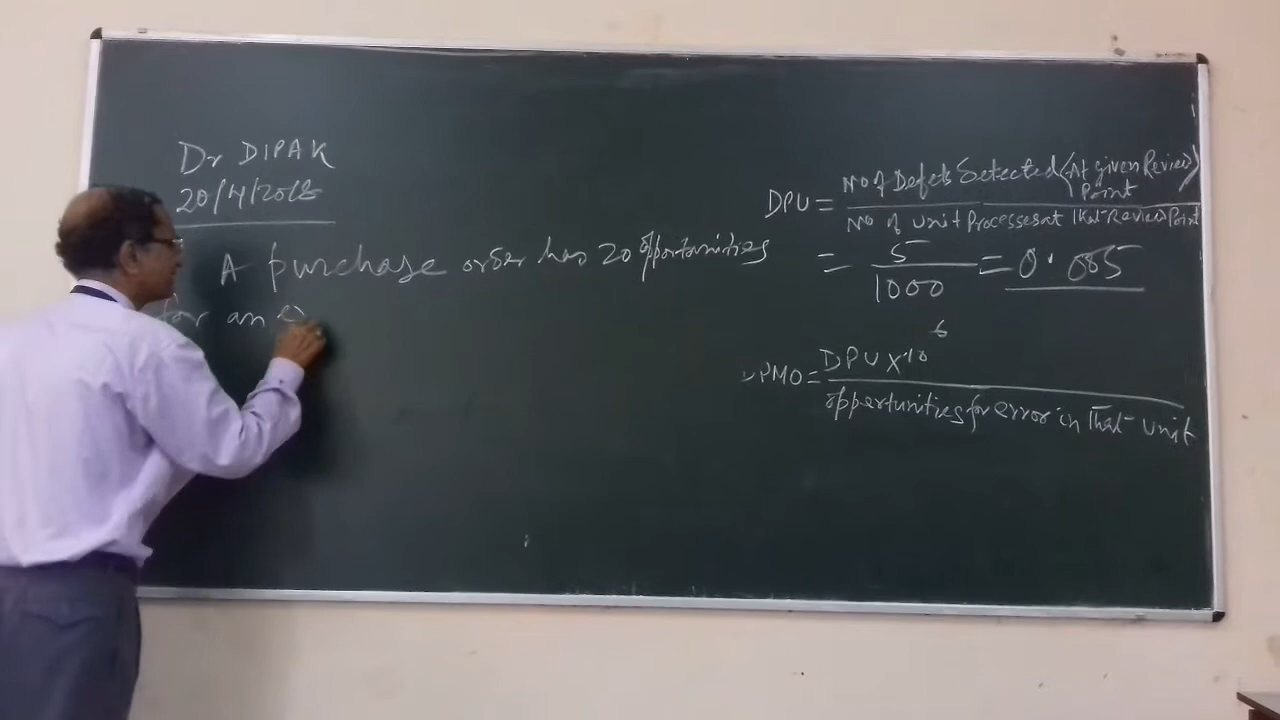 Dr DIPAK
20/4/2018
A purchase order has 20 opportunities
for an e
DPU = No of Defects Detected (At given Review Point)
No of Unit Processes at That Review Point
= 5
1000
= 0.005
DPMO = DPU x 10 6
opportunities for error in That Unit